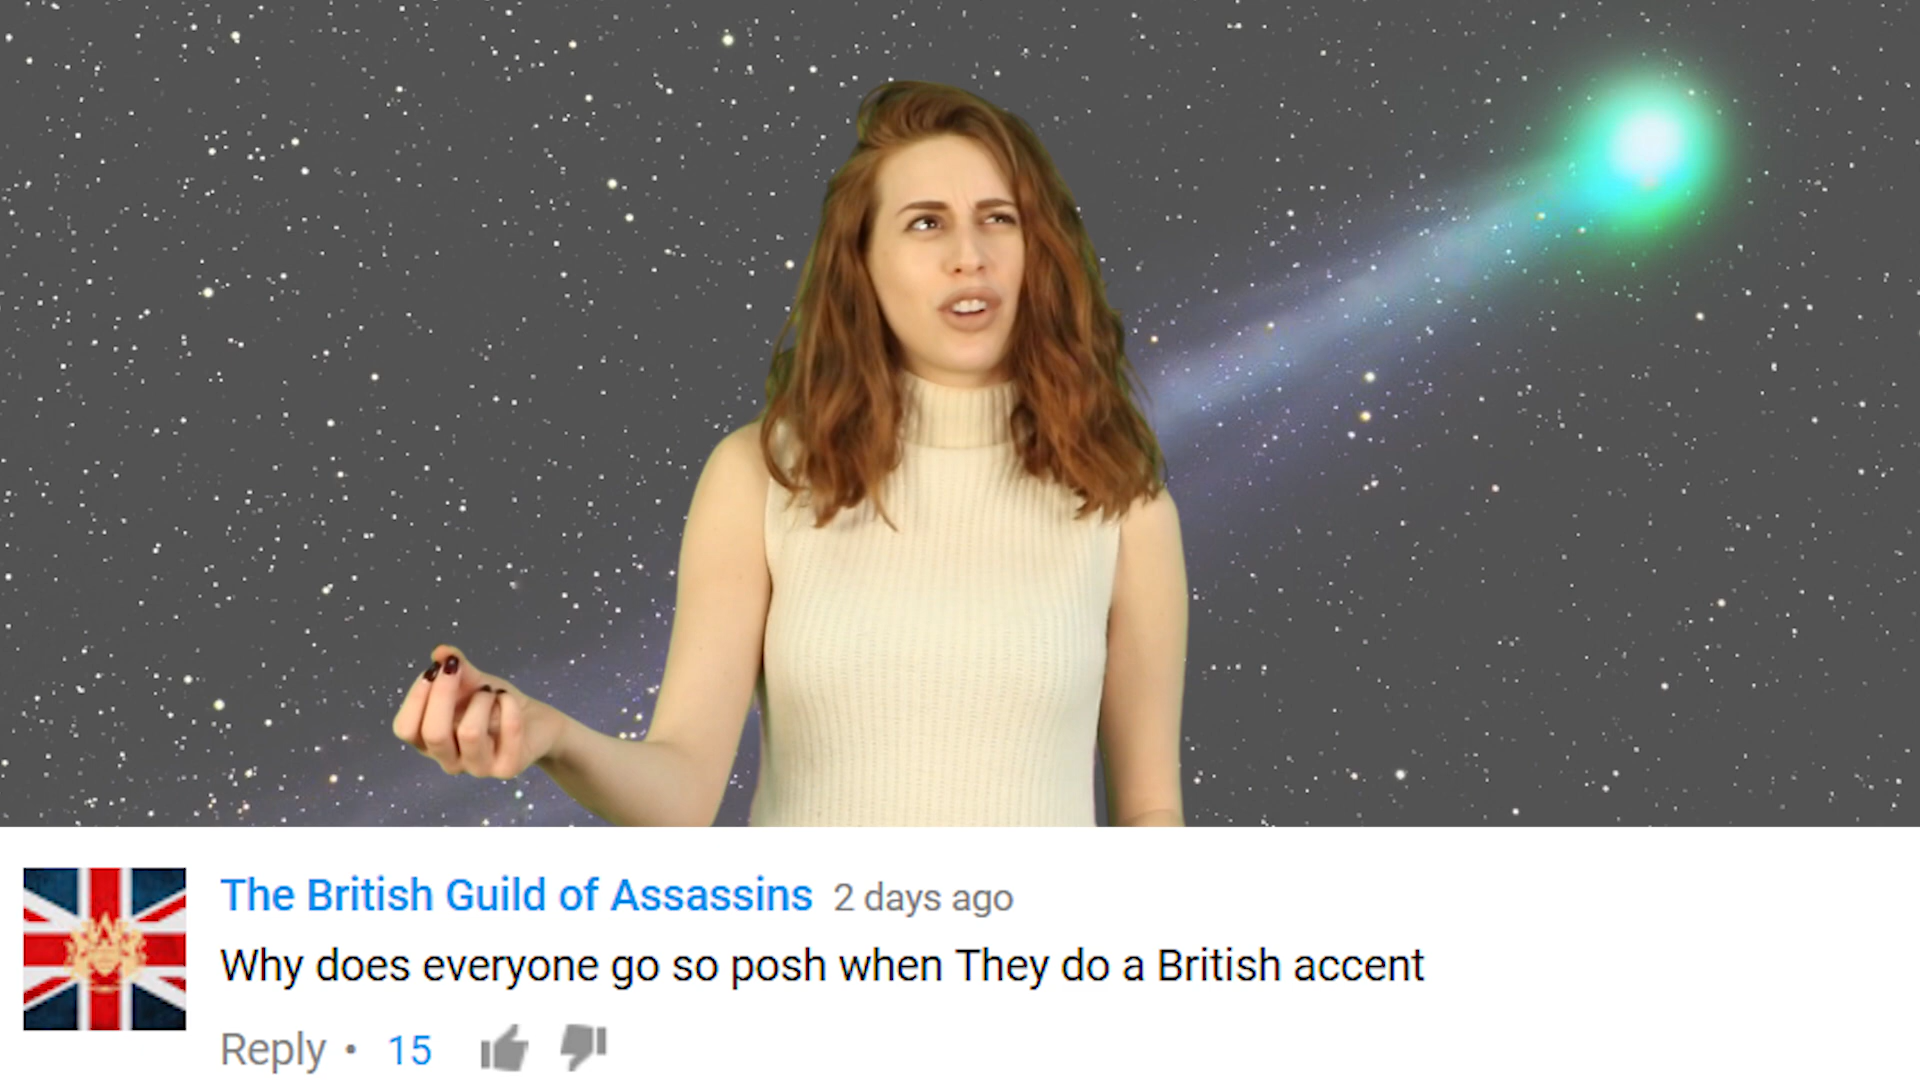 The British Guild of Assassins 2 days ago
Why does everyone go so posh when They do a British accent
Reply • 15